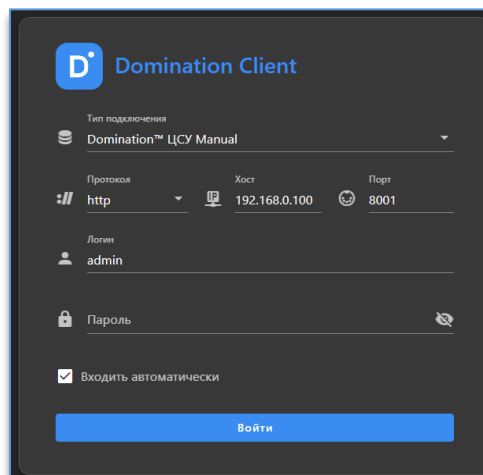 D
Domination Client
Тип подключения
Domination™ ЦСУ Manual
Протокол Хост Порт
:// http IP 192.168.0.100 8001
Логин
admin
Пароль
Входить автоматически
Войти